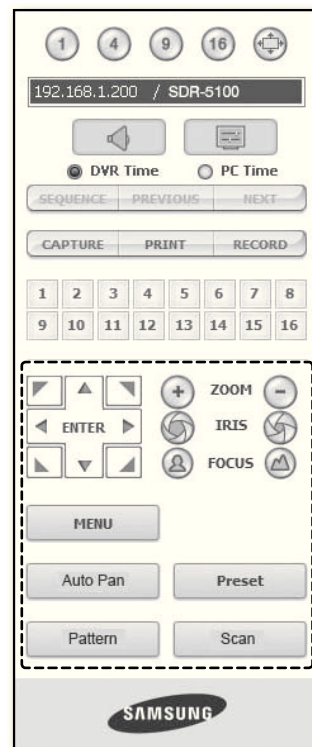 1 4 9 16
192.168.1.200 / SDR-5100
DVR Time PC Time
SEQUENCE PREVIOUS NEXT
CAPTURE PRINT RECORD
1 2 3 4 5 6 7 8
9 10 11 12 13 14 15 16
ZOOM
ENTER IRIS
FOCUS
MENU
Auto Pan Preset
Pattern Scan
SAMSUNG